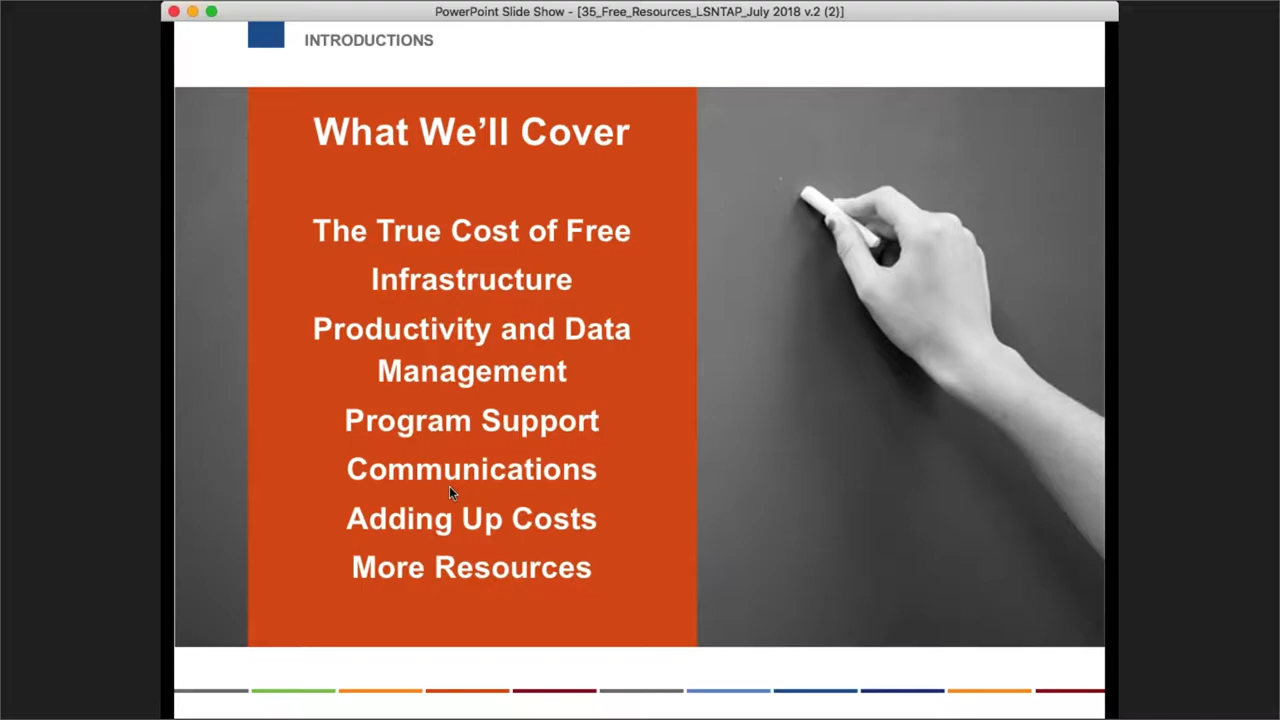 PowerPoint Slide Show - [35_Free_Resources_LSNTAP_July 2018 v.2 (2)]
INTRODUCTIONS
What We’ll Cover
The True Cost of Free
Infrastructure
Productivity and Data
Management
Program Support
Communications
Adding Up Costs
More Resources